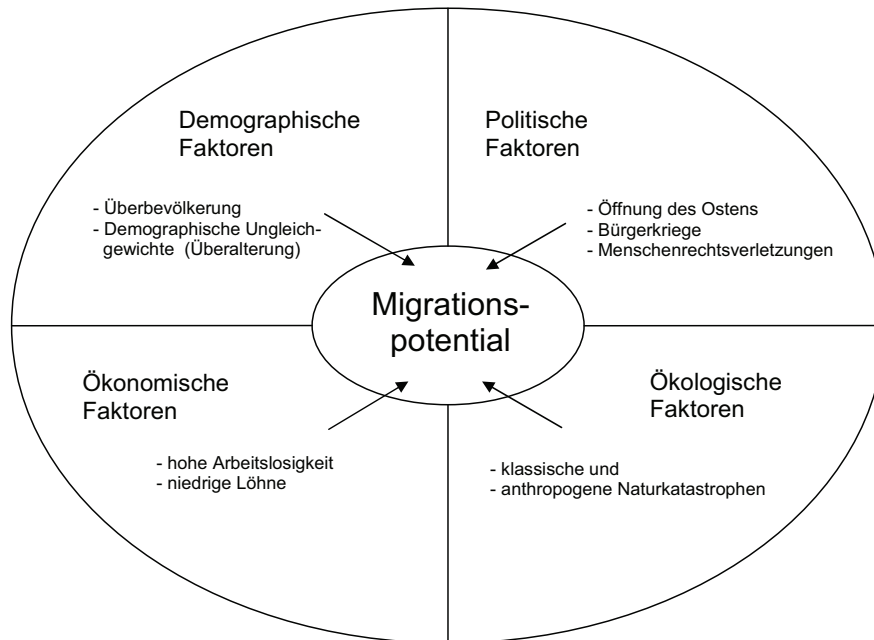 Demographische
Faktoren
- Überbevölkerung
- Demographische Ungleich-
gewichte (Überalterung)
Politische
Faktoren
- Öffnung des Ostens
- Bürgerkriege
- Menschenrechtsverletzungen
Migrations-
potential
Ökonomische
Faktoren
- hohe Arbeitslosigkeit
- niedrige Löhne
Ökologische
Faktoren
- klassische und
- anthropogene Naturkatastrophen